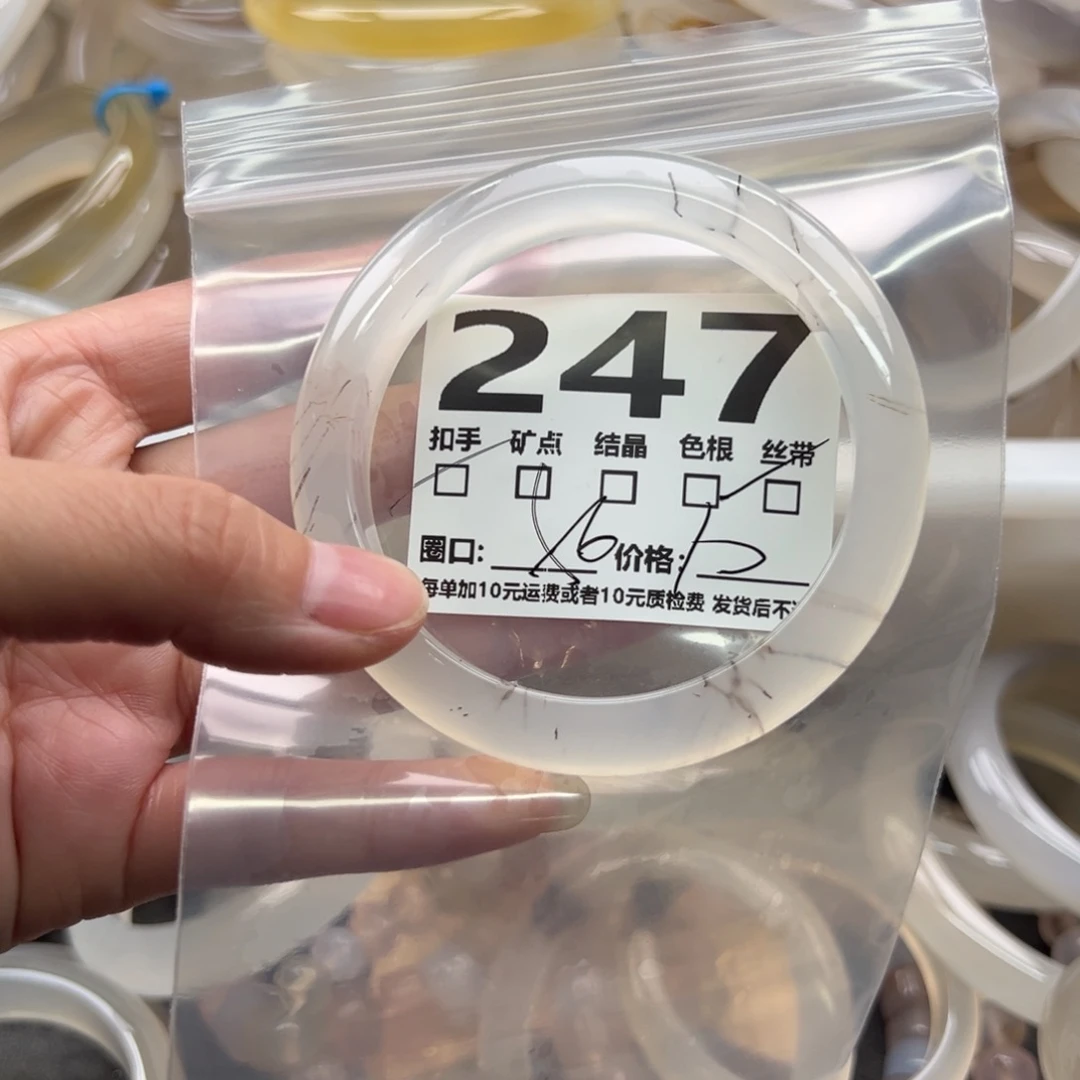 247
扣手 矿点 结晶 色根 丝带
圈口: 56 价格:
每单加10元运费或者10元质检费 发货后不